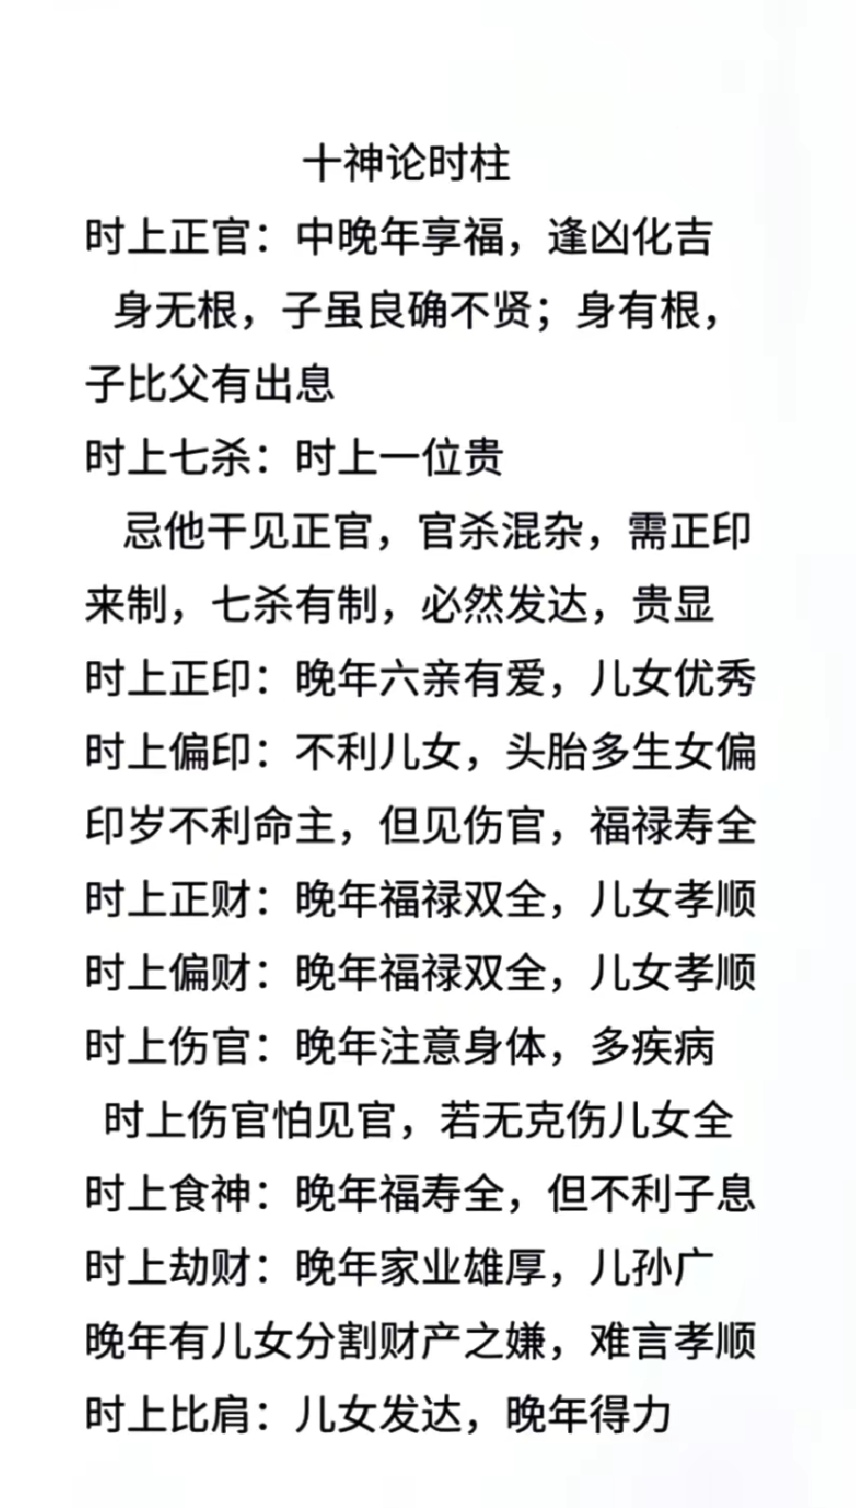 十神论时柱
时上正官：中晚年享福，逢凶化吉
身无根，子虽良确不贤；身有根，
子比父有出息
时上七杀：时上一位贵
忌他干见正官，官杀混杂，需正印
来制，七杀有制，必然发达，贵显
时上正印：晚年六亲有爱，儿女优秀
时上偏印：不利儿女，头胎多生女偏
印岁不利命主，但见伤官，福禄寿全
时上正财：晚年福禄双全，儿女孝顺
时上偏财：晚年福禄双全，儿女孝顺
时上伤官：晚年注意身体，多疾病
时上伤官怕见官，若无克伤儿女全
时上食神：晚年福寿全，但不利子息
时上劫财：晚年家业雄厚，儿孙广
晚年有儿女分割财产之嫌，难言孝顺
时上比肩：儿女发达，晚年得力